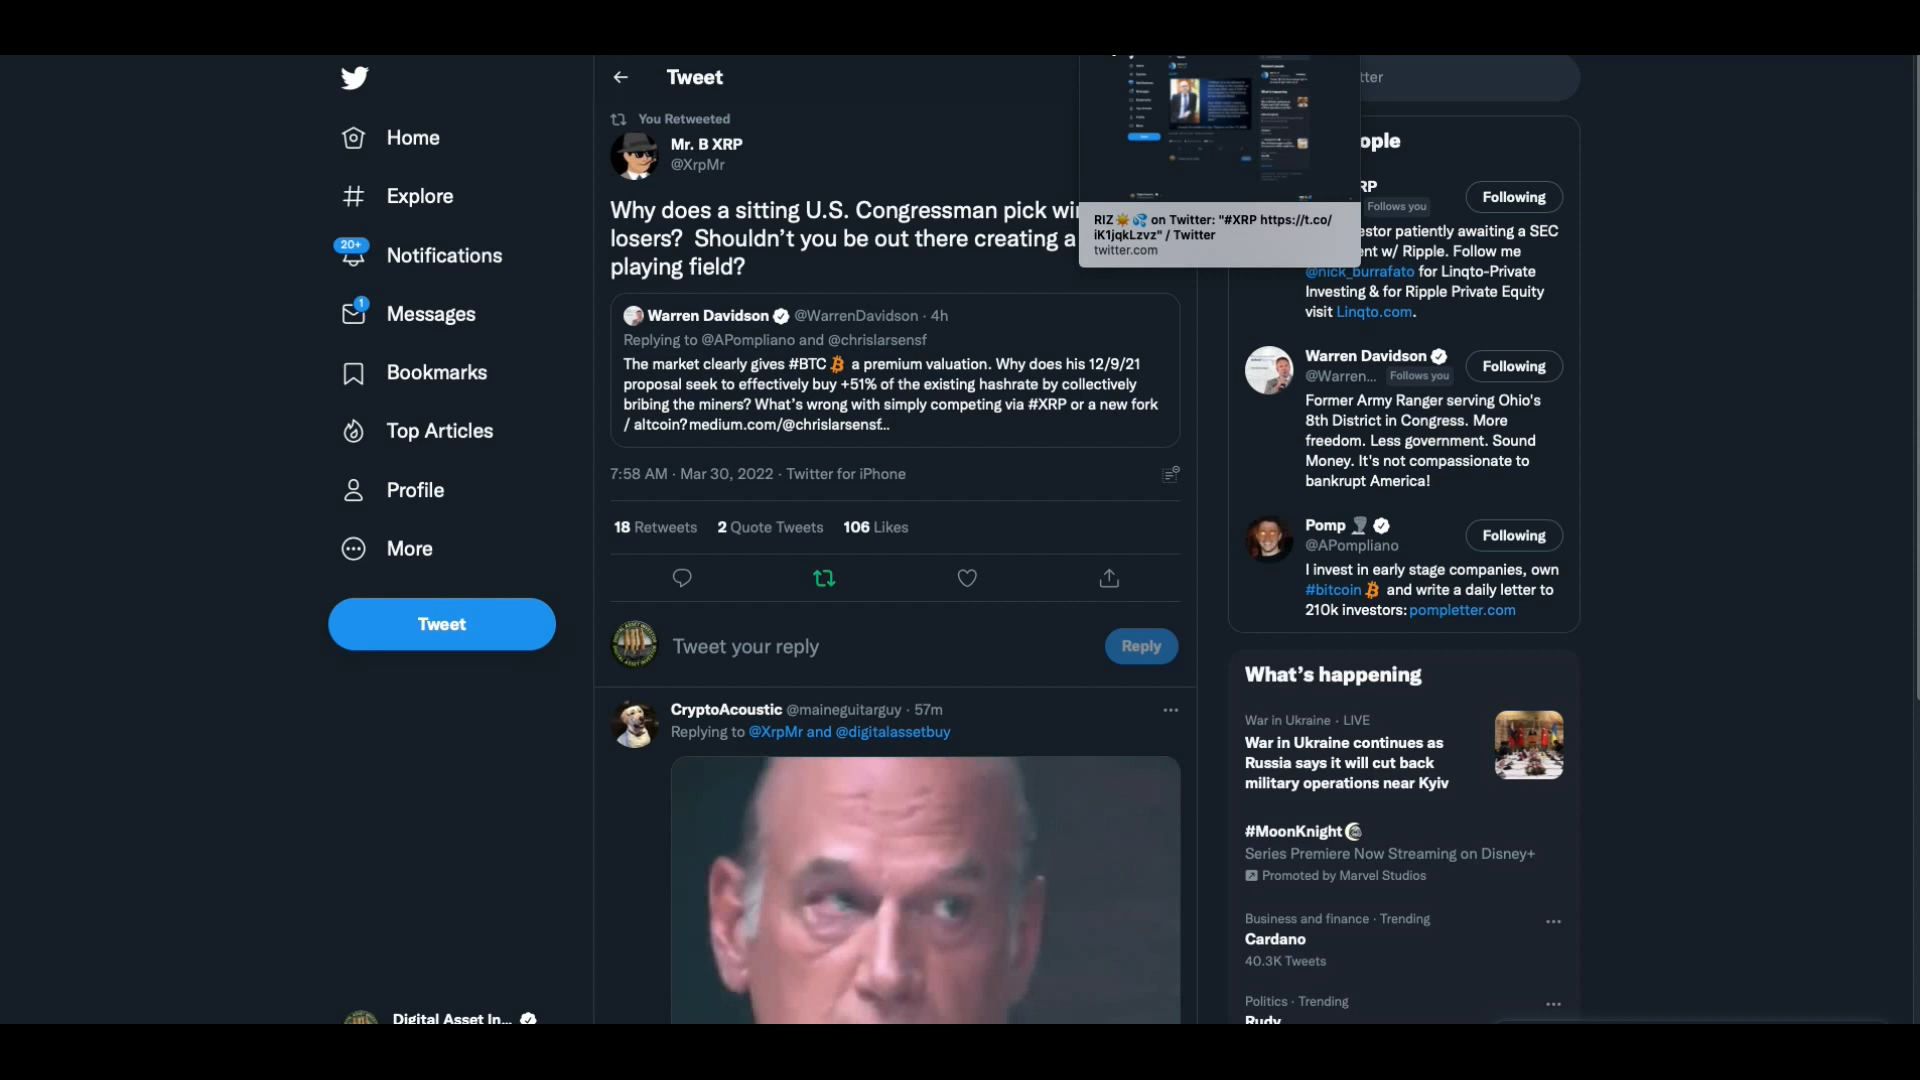 Tweet
tter
You Retweeted
Mr. B XRP
@XrpMr
Home
Explore
20+
Notifications
1
Messages
Bookmarks
Top Articles
Profile
More
Tweet
Why does a sitting U.S. Congressman pick wi
losers? Shouldn’t you be out there creating a
playing field?
RIZ☀️💦 on Twitter: "#XRP https://t.co/
iK1jqkLzvz" / Twitter
twitter.com
Warren Davidson @WarrenDavidson · 4h
Replying to @APompliano and @chrislarsensf
The market clearly gives #BTC a premium valuation. Why does his 12/9/21
proposal seek to effectively buy +51% of the existing hashrate by collectively
bribing the miners? What’s wrong with simply competing via #XRP or a new fork
/ altcoin? medium.com/@chrislarsensf...
7:58 AM · Mar 30, 2022 · Twitter for iPhone
18 Retweets 2 Quote Tweets 106 Likes
Tweet your reply
Reply
CryptoAcoustic @maineguitarguy · 57m
Replying to @XrpMr and @digitalassetbuy
ople
RP
Follows you
Following
estor patiently awaiting a SEC
ent w/ Ripple. Follow me
@nick_burrafato for Linqto-Private
Investing & for Ripple Private Equity
visit Linqto.com.
Warren Davidson
@Warren... Follows you
Following
Former Army Ranger serving Ohio's
8th District in Congress. More
freedom. Less government. Sound
Money. It's not compassionate to
bankrupt America!
Pomp
@APompliano
Following
I invest in early stage companies, own
#bitcoin and write a daily letter to
210k investors: pompletter.com
What’s happening
War in Ukraine · LIVE
War in Ukraine continues as
Russia says it will cut back
military operations near Kyiv
#MoonKnight
Series Premiere Now Streaming on Disney+
Promoted by Marvel Studios
Business and finance · Trending
Cardano
40.3K Tweets
Politics · Trending
Rudy
Digital Asset In...